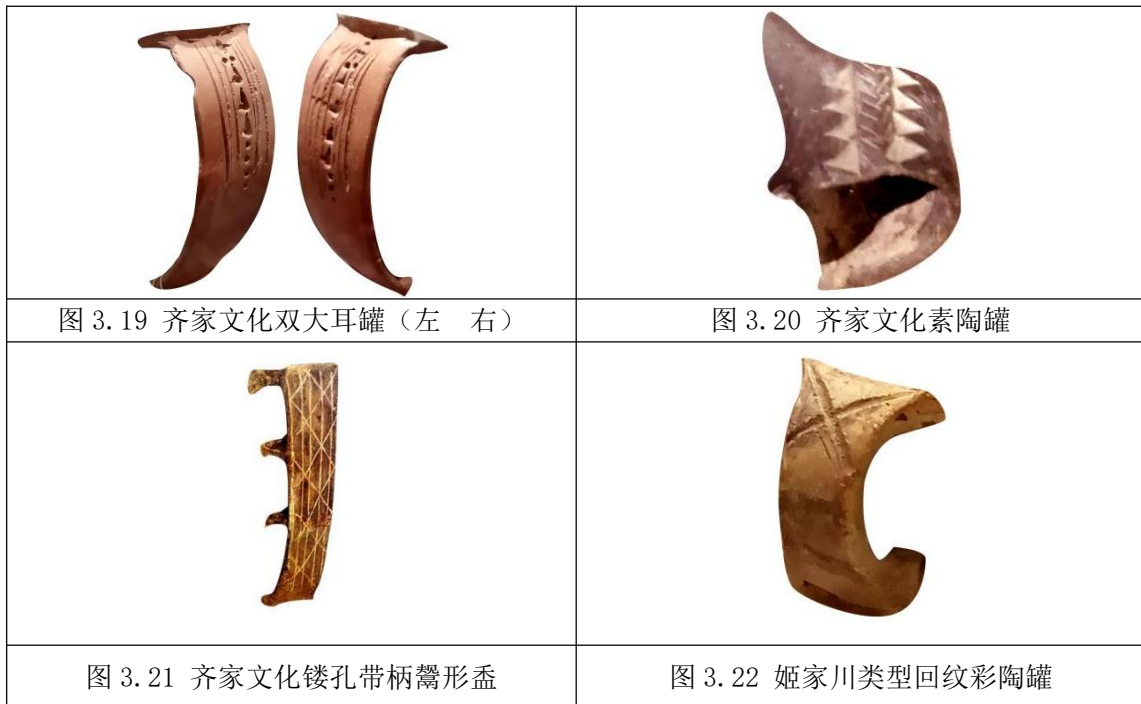 图 3.19 齐家文化双大耳罐（左　右）
图 3.20 齐家文化素陶罐
图 3.21 齐家文化镂孔带柄鬶形盉
图 3.22 姬家川类型回纹彩陶罐